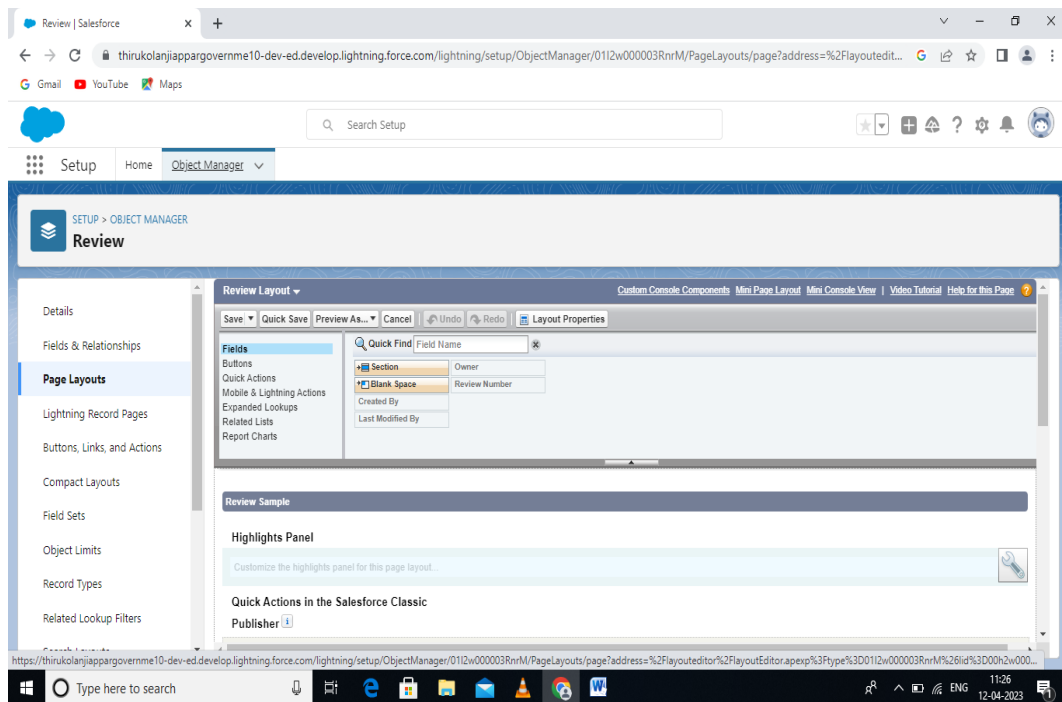 Review | Salesforce
thirukolanjiappargovernme10-dev-ed.develop.lightning.force.com/lightning/setup/ObjectManager/01I2w000003RnrM/PageLayouts/page?address=%2Flayoutedit...
Gmail YouTube Maps
Search Setup
Setup Home Object Manager
SETUP > OBJECT MANAGER
Review
Details
Fields & Relationships
Page Layouts
Lightning Record Pages
Buttons, Links, and Actions
Compact Layouts
Field Sets
Object Limits
Record Types
Related Lookup Filters
Review Layout Custom Console Components Mini Page Layout Mini Console View | Video Tutorial Help for this Page ?
Save Quick Save Preview As... Cancel Undo Redo Layout Properties
Fields
Buttons
Quick Actions
Mobile & Lightning Actions
Expanded Lookups
Related Lists
Report Charts
Quick Find Field Name
Section Owner
Blank Space Review Number
Created By
Last Modified By
Review Sample
Highlights Panel
Customize the highlights panel for this page layout...
Quick Actions in the Salesforce Classic
Publisher i
https://thirukolanjiappargovernme10-dev-ed.develop.lightning.force.com/lightning/setup/ObjectManager/01I2w000003RnrM/PageLayouts/page?address=%2Flayouteditor%2FlayoutEditor.apexp%3Ftype%3D01I2w000003RnrM%26lid%3D00h2w000...
Type here to search
ENG
11:26
12-04-2023